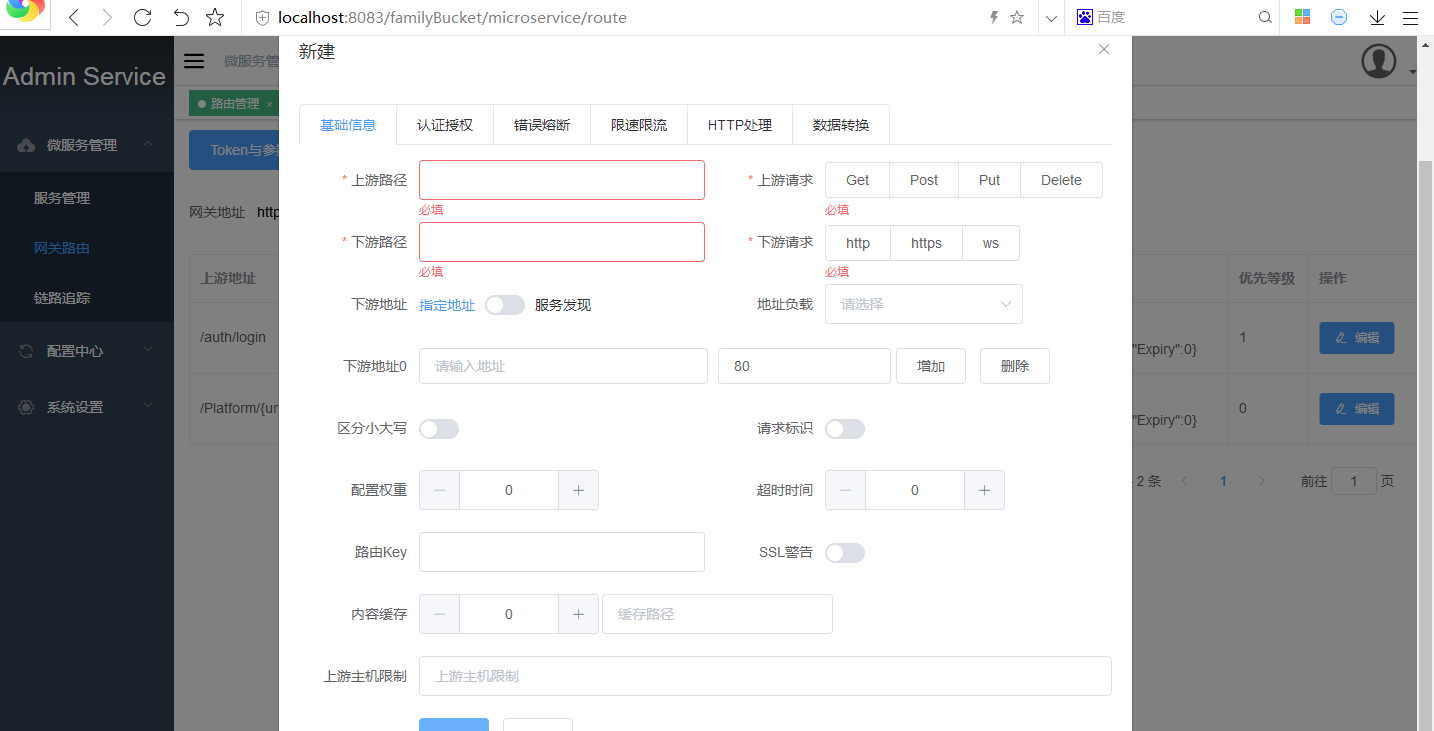 localhost:8083/familyBucket/microservice/route
百度
Admin Service
微服务管
新建
路由管理 ×
微服务管理
Token与参
基础信息 认证授权 错误熔断 限速限流 HTTP处理 数据转换
* 上游路径
* 上游请求 Get Post Put Delete
必填 必填
服务管理
网关地址 http
* 下游路径
* 下游请求 http https ws
必填 必填
网关路由
上游地址
优先等级 操作
链路追踪
下游地址 指定地址 服务发现
地址负载 请选择
/auth/login
"Expiry":0} 1 编辑
配置中心
下游地址0 请输入地址 80 增加 删除
系统设置
/Platform/{ur
"Expiry":0} 0 编辑
区分小大写 请求标识
配置权重 0
超时时间 0
2 条 1 前往 1 页
路由Key SSL警告
内容缓存 0 缓存路径
上游主机限制 上游主机限制